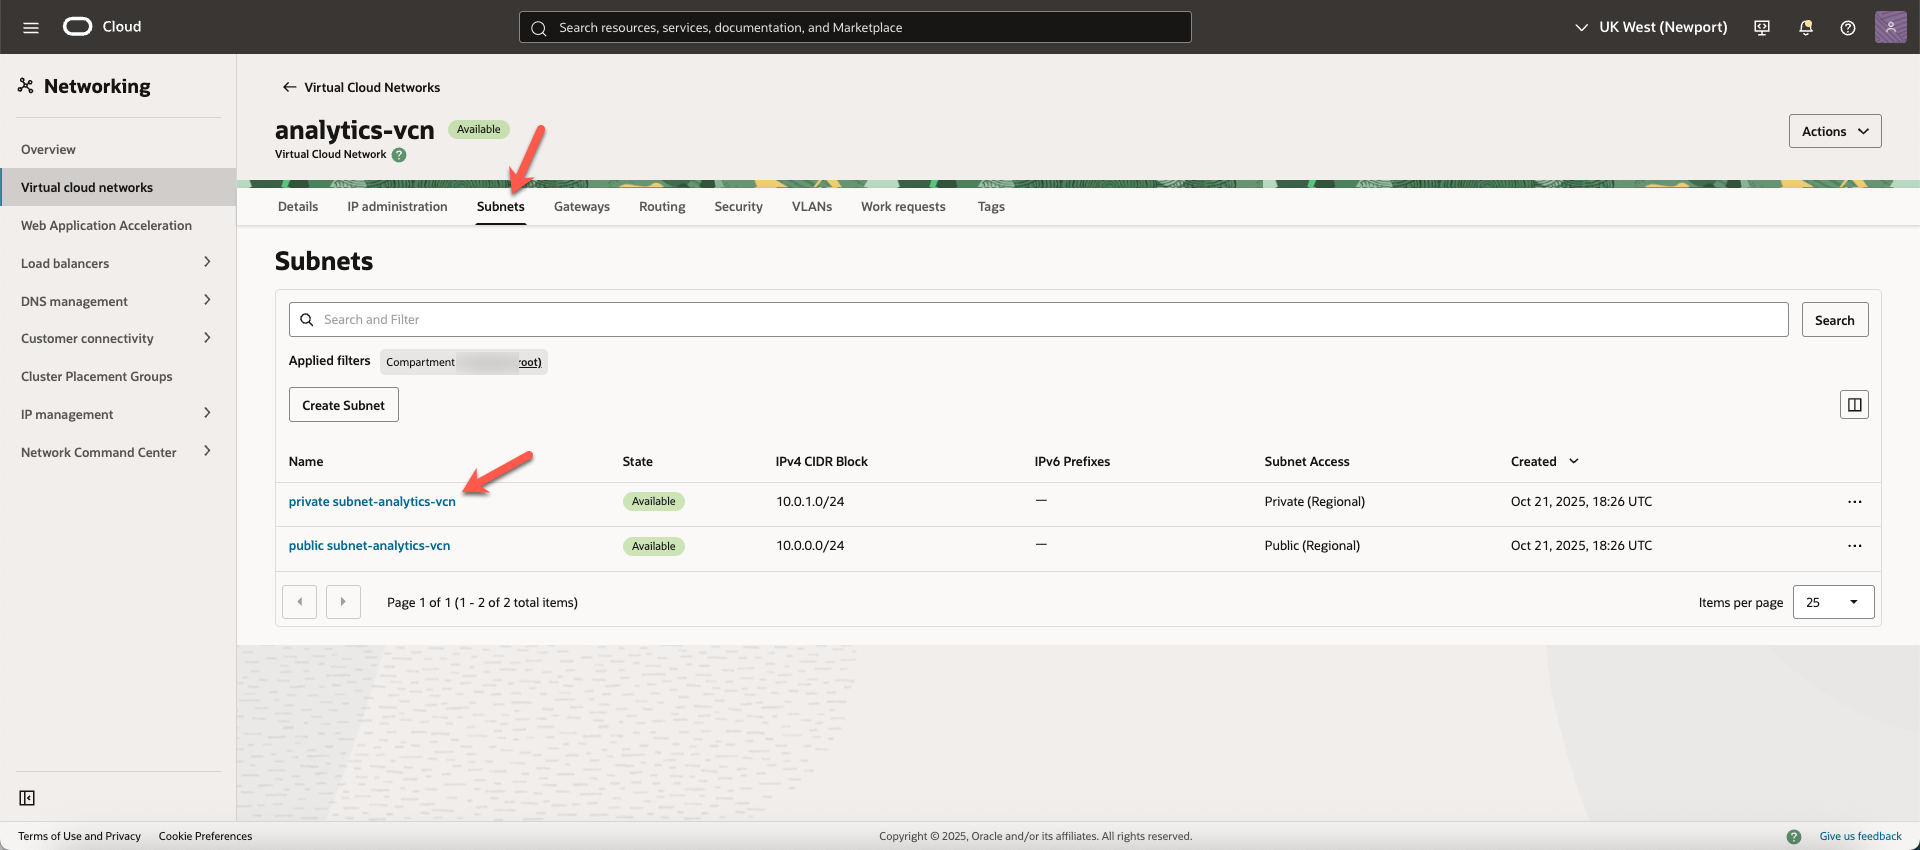 Cloud
Search resources, services, documentation, and Marketplace
UK West (Newport)
Networking
Overview
Virtual cloud networks
Web Application Acceleration
Load balancers
DNS management
Customer connectivity
Cluster Placement Groups
IP management
Network Command Center
Virtual Cloud Networks
analytics-vcn Available
Virtual Cloud Network ?
Actions
Details IP administration Subnets Gateways Routing Security VLANs Work requests Tags
Subnets
Search and Filter
Search
Applied filters Compartment root)
Create Subnet
Name State IPv4 CIDR Block IPv6 Prefixes Subnet Access Created
private subnet-analytics-vcn Available 10.0.1.0/24 — Private (Regional) Oct 21, 2025, 18:26 UTC ...
public subnet-analytics-vcn Available 10.0.0.0/24 — Public (Regional) Oct 21, 2025, 18:26 UTC ...
Page 1 of 1 (1 - 2 of 2 total items)
Items per page 25
Terms of Use and Privacy Cookie Preferences
Copyright © 2025, Oracle and/or its affiliates. All rights reserved.
? Give us feedback